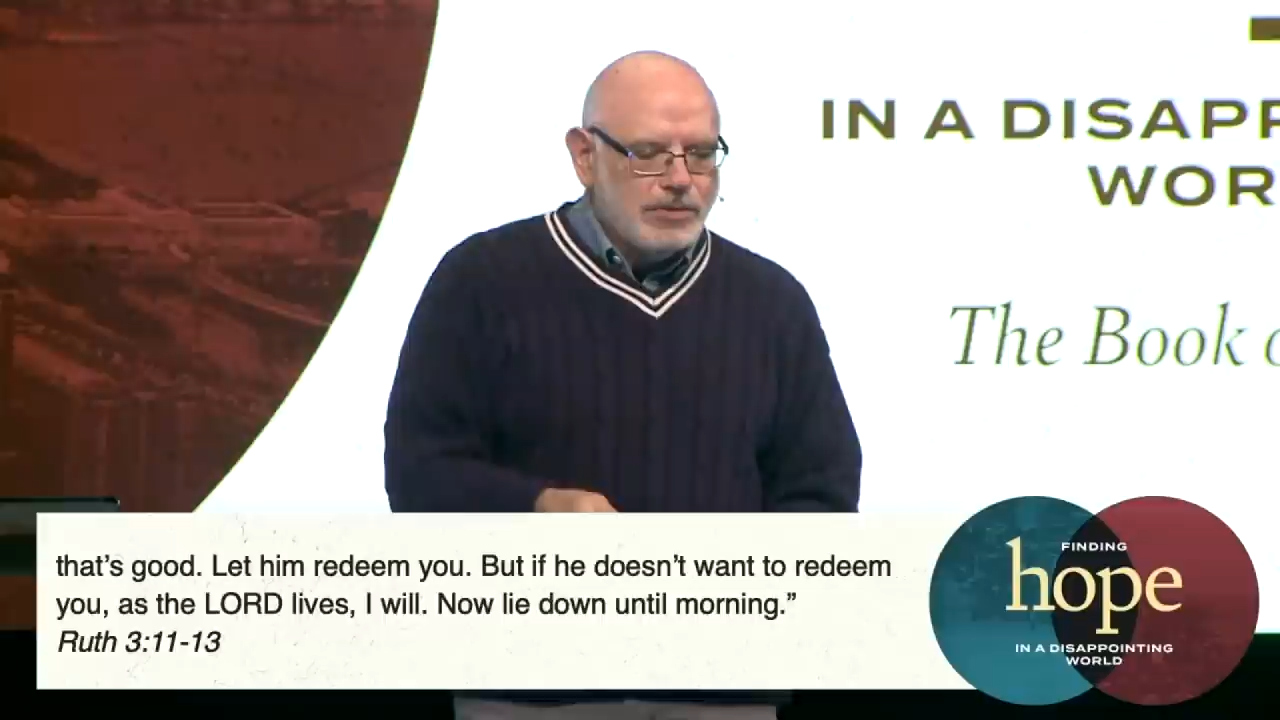 IN A DISAPP
WOR
The Book o
that's good. Let him redeem you. But if he doesn't want to redeem
you, as the LORD lives, I will. Now lie down until morning.”
Ruth 3:11-13
FINDING
hope
IN A DISAPPOINTING
WORLD